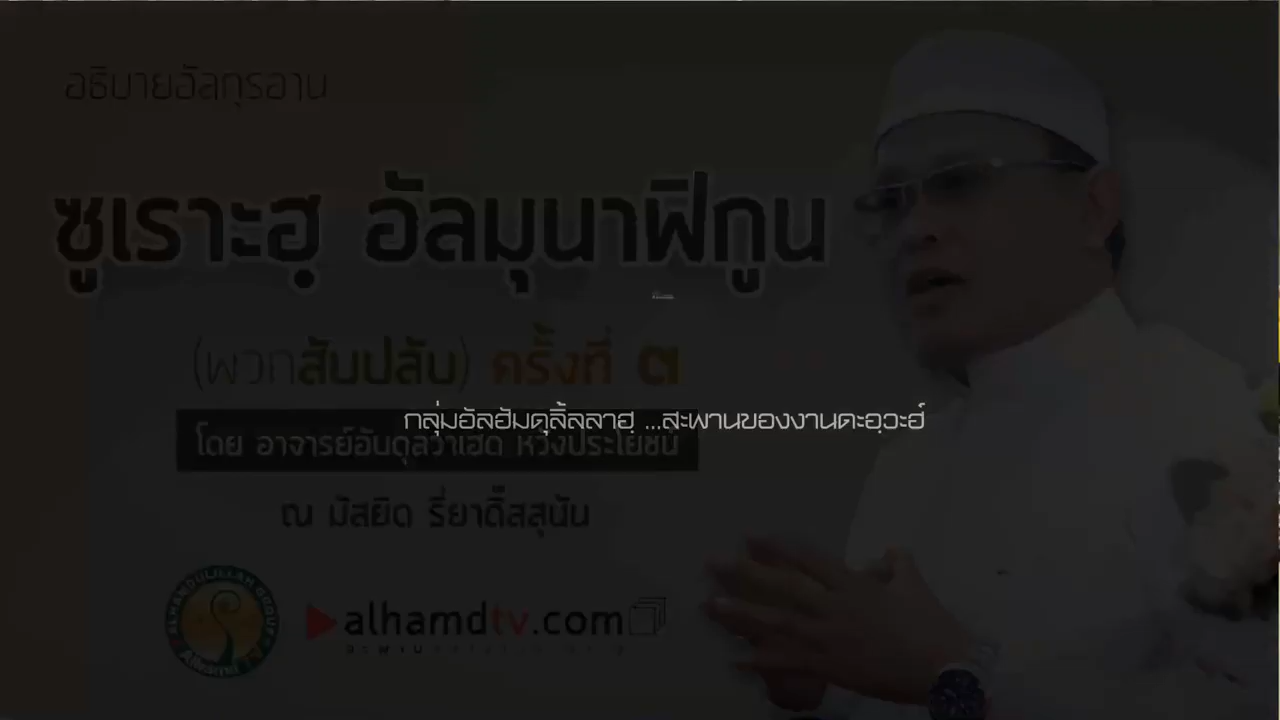 อธิบายอัลกุรอาน
ซูเราะฮฺ อัลมุนาฟิกูน
(พวกสับปลับ) ครั้งที่ ๓
กลุ่มอัลฮัมดุลิ้ลลาฮฺ ...สะพานของงานดะอฺวะฮ์
โดย อาจารย์อับดุลวาเฮด หวังประโยชน์
ณ มัสยิด รี่ยาดิ๊สสุนัน
ALHAMDULILLAH GROUP
alhamdtv.com